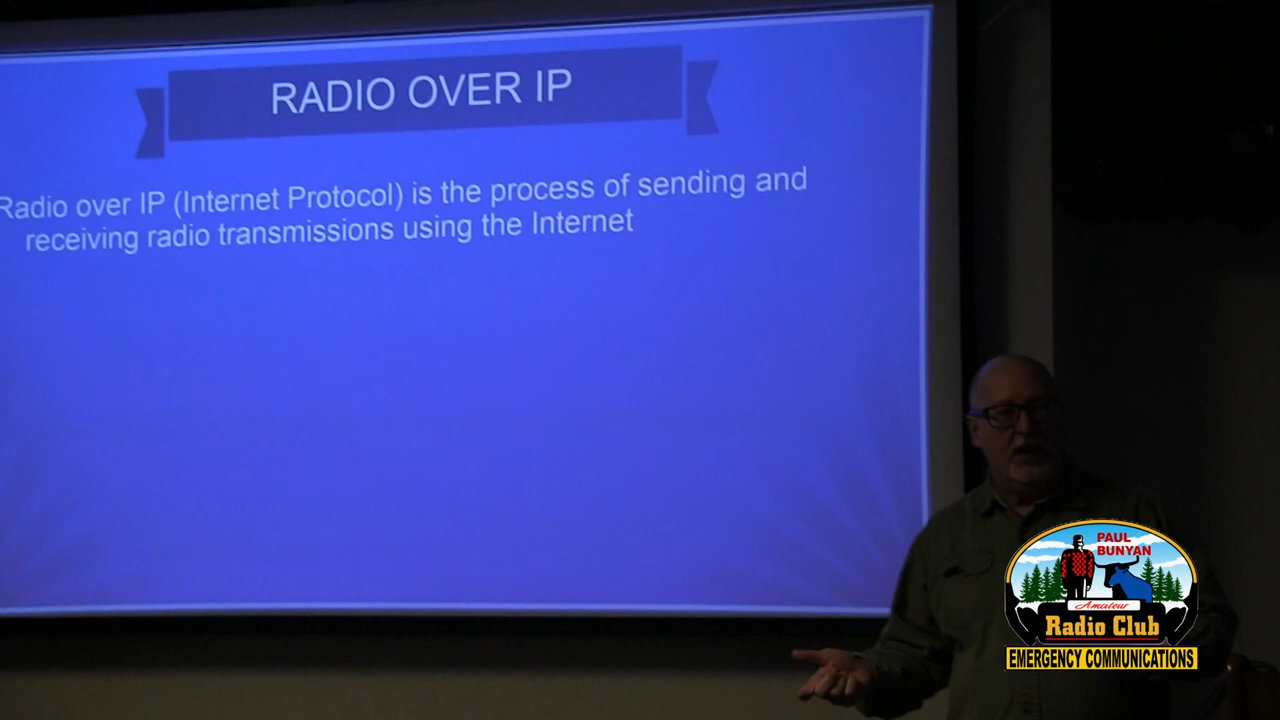 RADIO OVER IP
Radio over IP (Internet Protocol) is the process of sending and
receiving radio transmissions using the Internet
PAUL
BUNYAN
Amateur
Radio Club
EMERGENCY COMMUNICATIONS